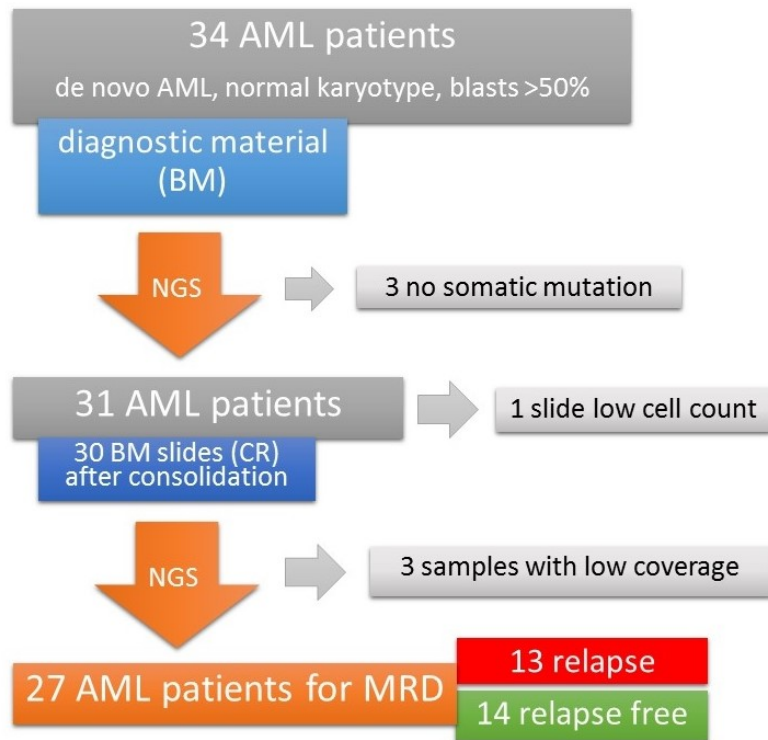 34 AML patients
de novo AML, normal karyotype, blasts >50%
diagnostic material
(BM)
NGS
3 no somatic mutation
31 AML patients
1 slide low cell count
30 BM slides (CR)
after consolidation
NGS
3 samples with low coverage
27 AML patients for MRD
13 relapse
14 relapse free